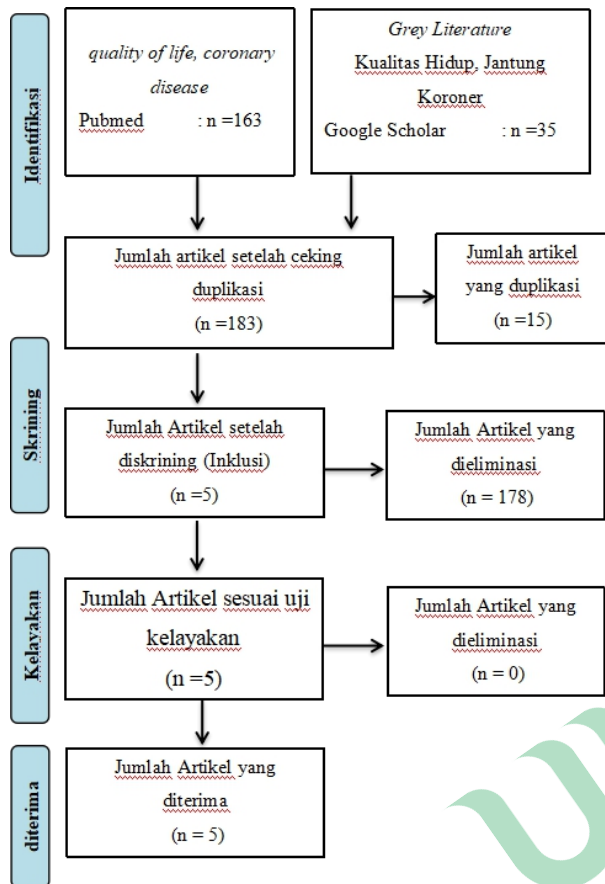 Identifikasi
quality of life, coronary
disease
Pubmed : n =163
Grey Literature
Kualitas Hidup, Jantung
Koroner
Google Scholar : n =35
Jumlah artikel setelah ceking
duplikasi
(n =183)
Jumlah artikel
yang duplikasi
(n =15)
Skrining
Jumlah Artikel setelah
diskrining (Inklusi)
(n =5)
Jumlah Artikel yang
dieliminasi
(n = 178)
Kelayakan
Jumlah Artikel sesuai uji
kelayakan
(n =5)
Jumlah Artikel yang
dieliminasi
(n = 0)
diterima
Jumlah Artikel yang
diterima
(n = 5)